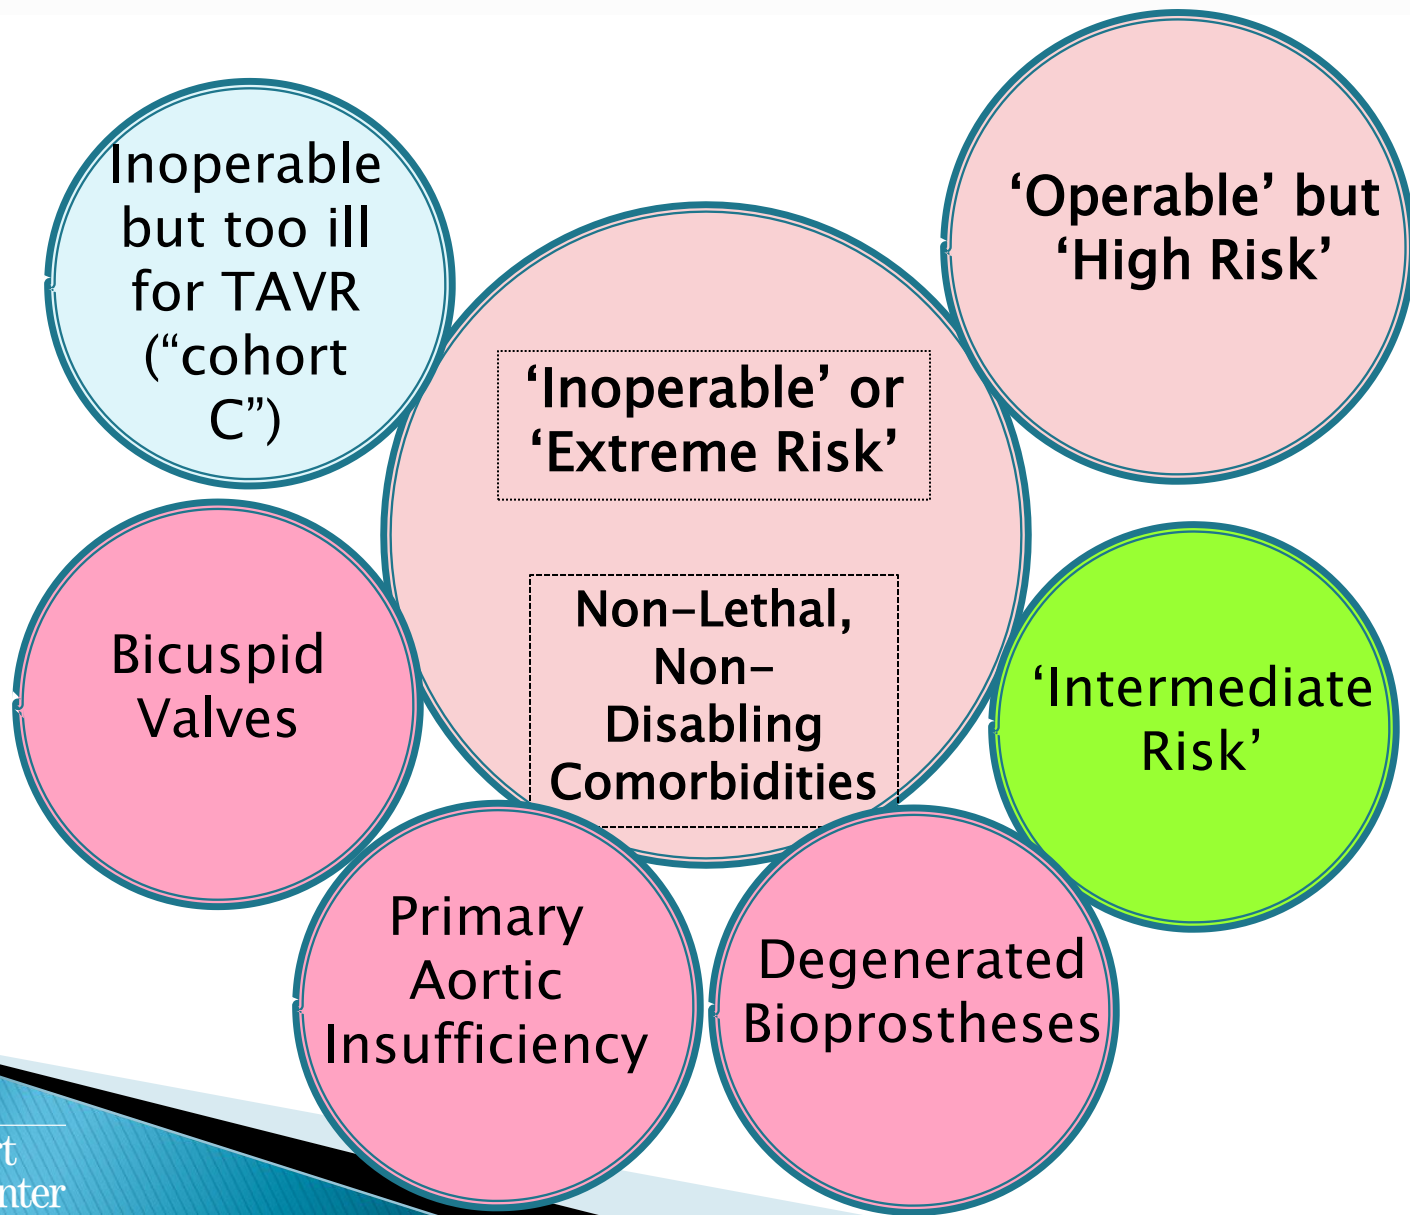 Inoperable
but too ill
for TAVR
(“cohort
C”)
‘Operable’ but
‘High Risk’
‘Inoperable’ or
‘Extreme Risk’
Non–Lethal,
Non–
Disabling
Comorbidities
Bicuspid
Valves
‘Intermediate
Risk’
Primary
Aortic
Insufficiency
Degenerated
Bioprostheses